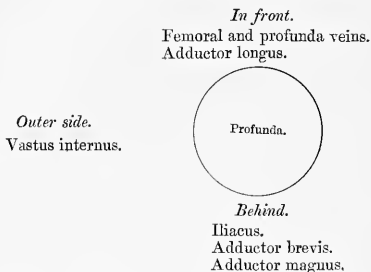 In front.
Femoral and profunda veins.
Adductor longus.
Outer side.
Vastus internus.
Profunda.
Behind.
Iliacus.
Adductor brevis.
Adductor magnus.